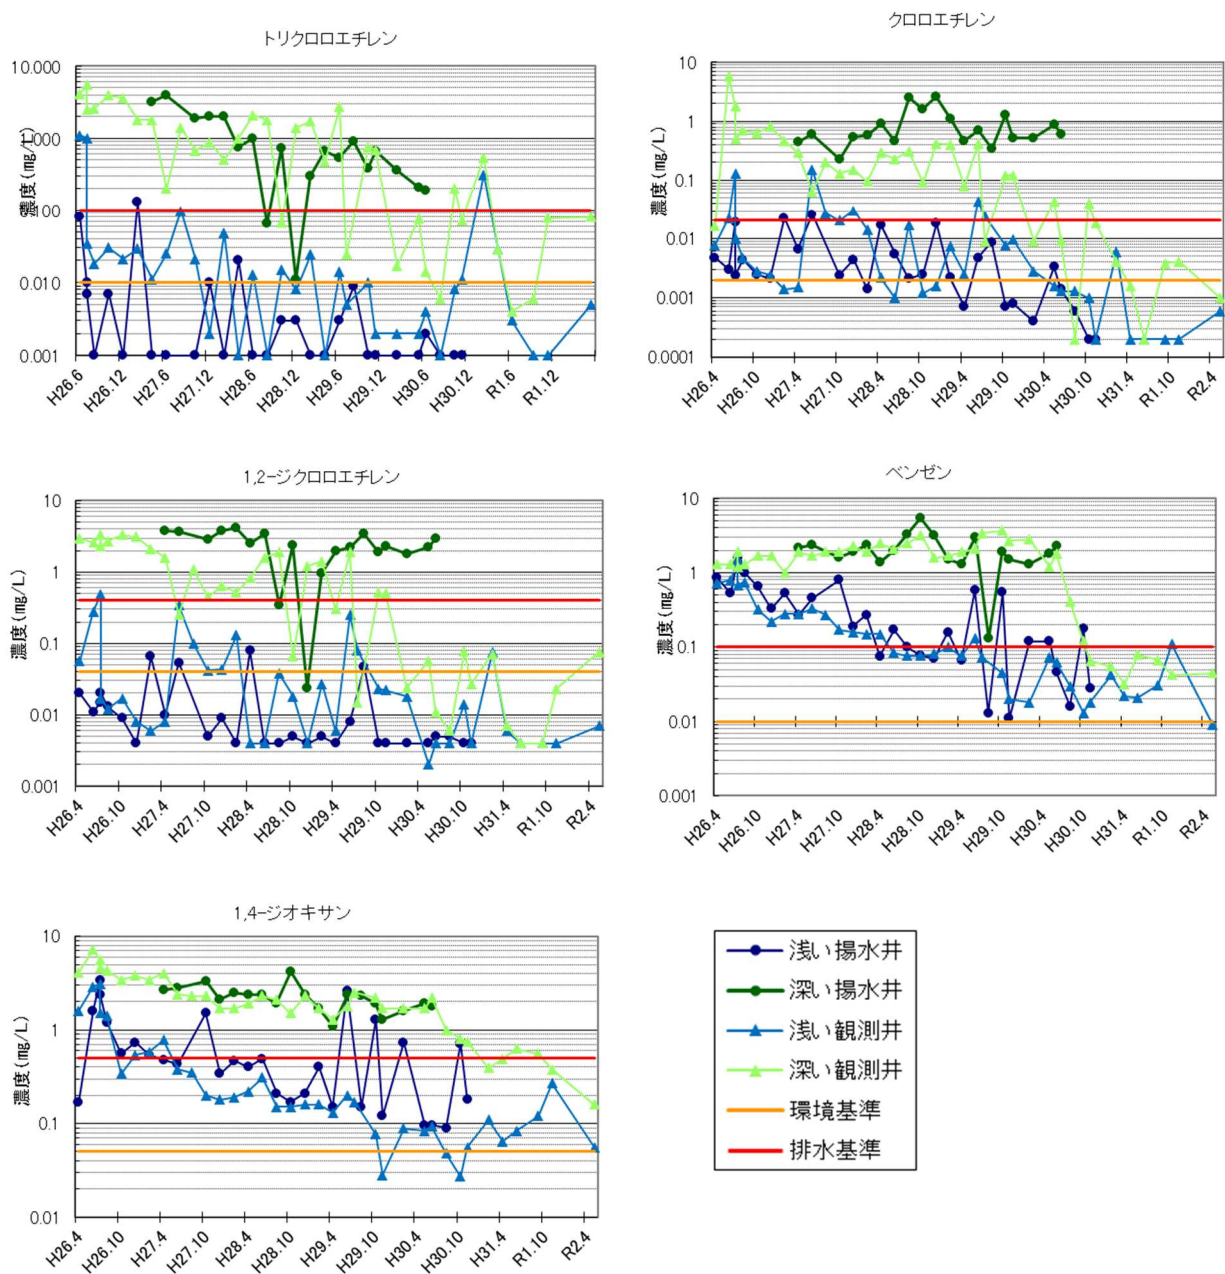 トリクロロエチレン
濃度(mg/L)
10.000
1.000
0.100
0.010
0.001
H26.6
H26.12
H27.6
H27.12
H28.6
H28.12
H29.6
H29.12
H30.6
H30.12
R1.6
R1.12
クロロエチレン
濃度(mg/L)
10
1
0.1
0.01
0.001
0.0001
H26.4
H26.10
H27.4
H27.10
H28.4
H28.10
H29.4
H29.10
H30.4
H30.10
H31.4
R1.10
R2.4
1,2-ジクロロエチレン
濃度(mg/L)
10
1
0.1
0.01
0.001
H26.4
H26.10
H27.4
H27.10
H28.4
H28.10
H29.4
H29.10
H30.4
H30.10
H31.4
R1.10
R2.4
ベンゼン
濃度(mg/L)
10
1
0.1
0.01
0.001
H26.4
H26.10
H27.4
H27.10
H28.4
H28.10
H29.4
H29.10
H30.4
H30.10
H31.4
R1.10
R2.4
1,4-ジオキサン
濃度(mg/L)
10
1
0.1
0.01
H26.4
H26.10
H27.4
H27.10
H28.4
H28.10
H29.4
H29.10
H30.4
H30.10
H31.4
R1.10
R2.4
浅い揚水井
深い揚水井
浅い観測井
深い観測井
環境基準
排水基準